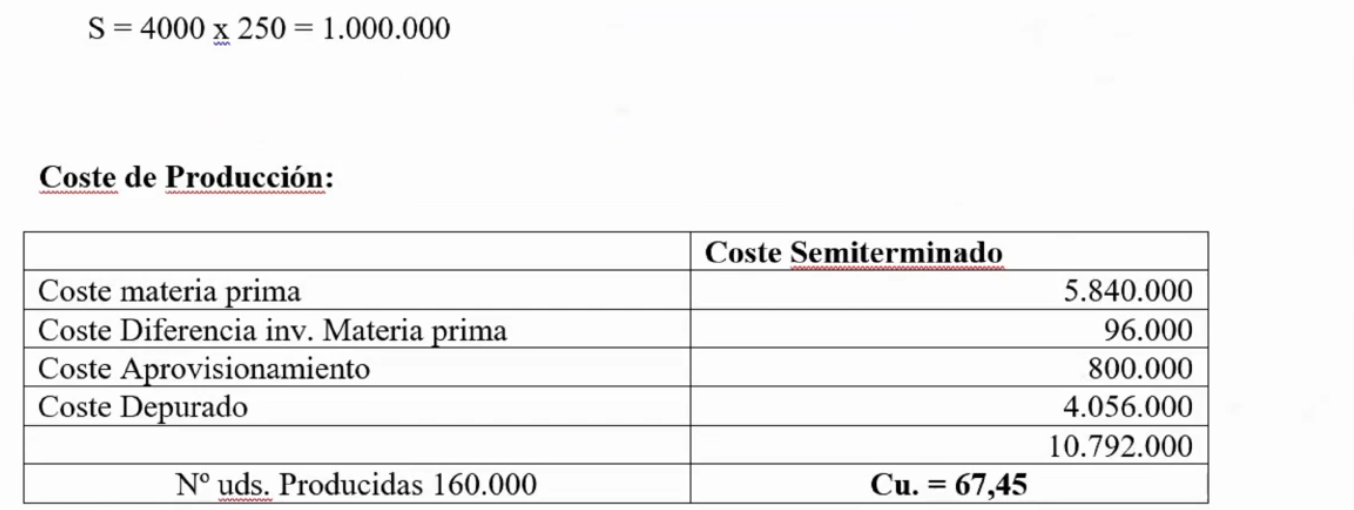 S = 4000 x 250 = 1.000.000
Coste de Producción:
Coste Semiterminado
Coste materia prima 5.840.000
Coste Diferencia inv. Materia prima 96.000
Coste Aprovisionamiento 800.000
Coste Depurado 4.056.000
10.792.000
Nº uds. Producidas 160.000 Cu. = 67,45